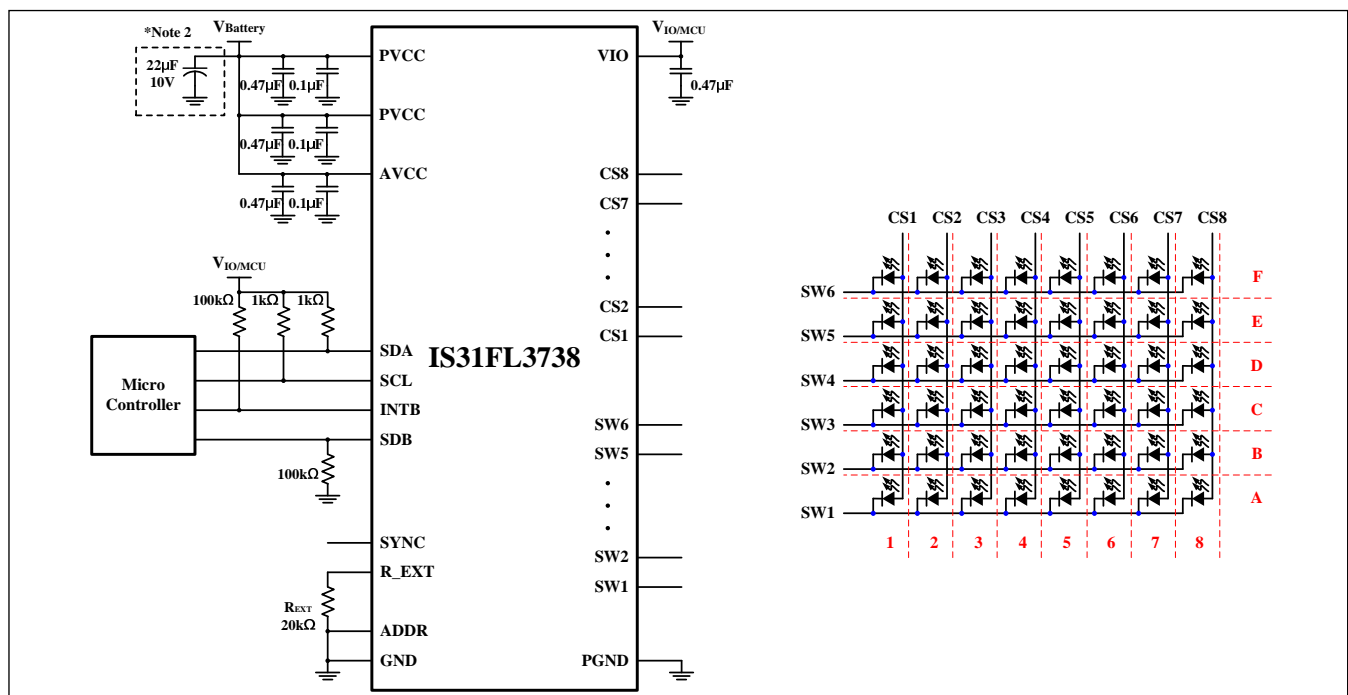 *Note 2
VBattery
22µF
10V
0.47µF 0.1µF
0.47µF 0.1µF
0.47µF 0.1µF
PVCC
PVCC
AVCC
VIO/MCU
100kΩ 1kΩ 1kΩ
Micro
Controller
SDA
SCL
INTB
SDB
100kΩ
SYNC
R_EXT
REXT
20kΩ
ADDR
GND
IS31FL3738
VIO
VIO/MCU
0.47µF
CS8
CS7
CS2
CS1
SW6
SW5
SW2
SW1
PGND
CS1 CS2 CS3 CS4 CS5 CS6 CS7 CS8
SW6 F
SW5 E
SW4 D
SW3 C
SW2 B
SW1 A
1 2 3 4 5 6 7 8